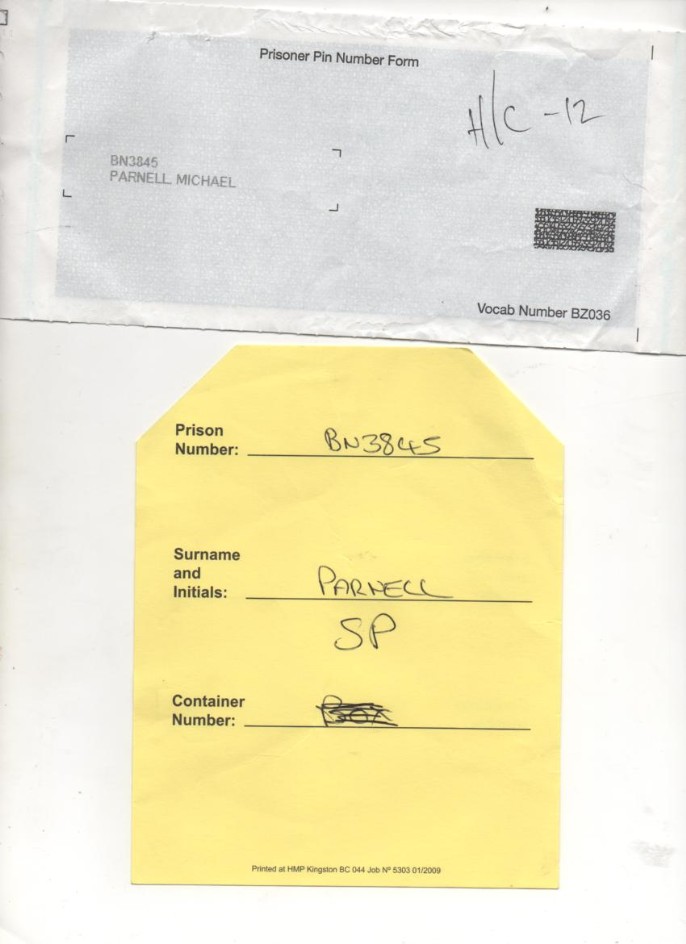 Prisoner Pin Number Form
H/C - 12
BN3845
PARNELL MICHAEL
Vocab Number BZ036
Prison
Number: BN3845
Surname
and
Initials: PARNELL
SP
Container
Number:
Printed at HMP Kingston BC 044 Job Nº 5303 01/2009